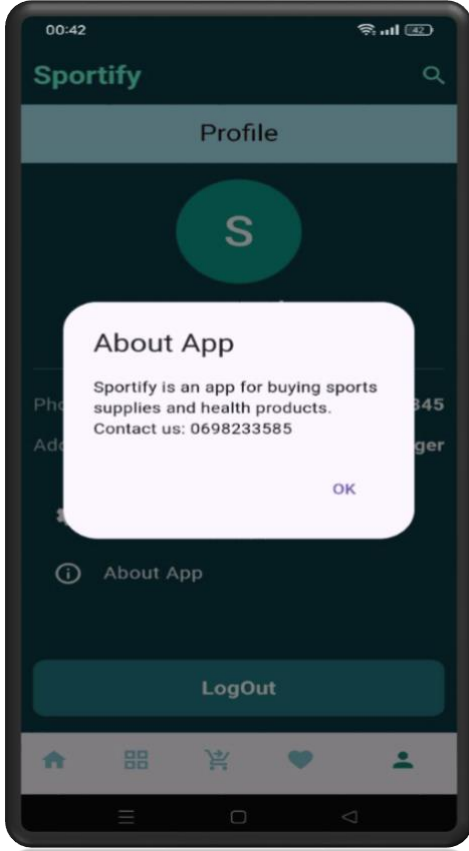 00:42
42
Sportify
Profile
S
About App
Sportify is an app for buying sports
supplies and health products.
Contact us: 0698233585
OK
About App
LogOut